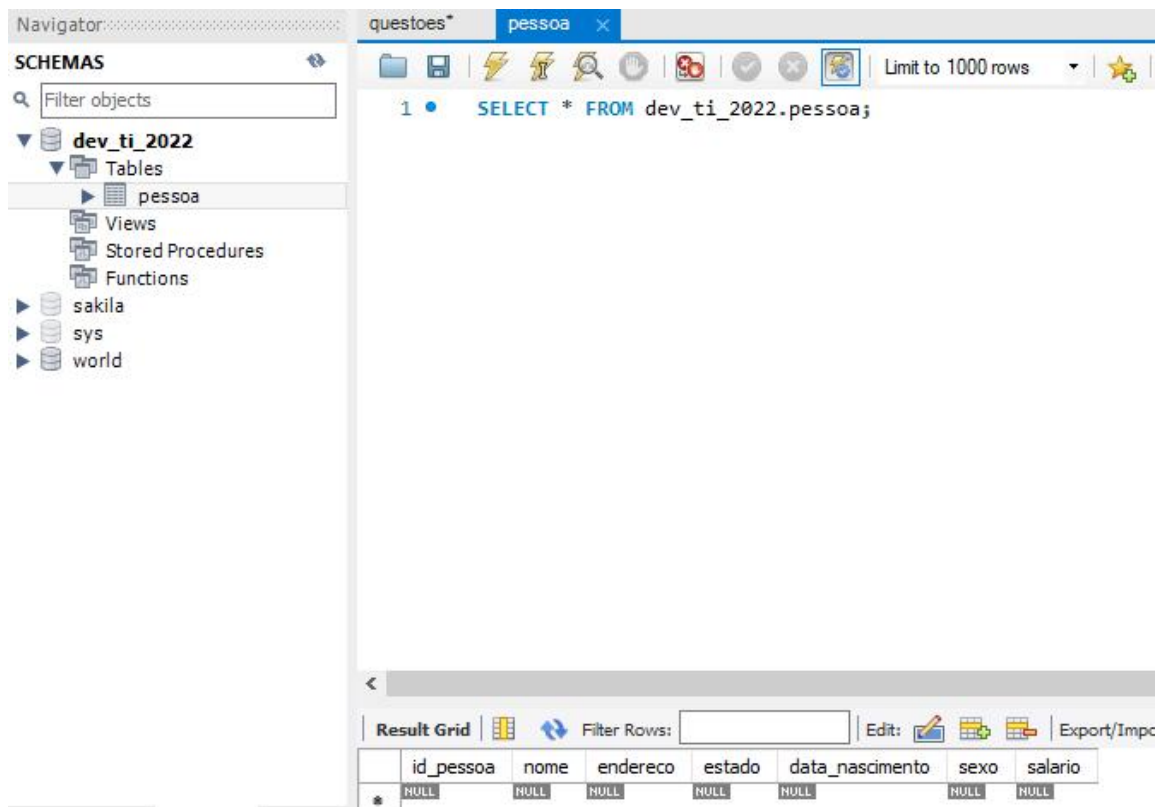 Navigator
SCHEMAS
Filter objects
dev_ti_2022
Tables
pessoa
Views
Stored Procedures
Functions
sakila
sys
world
questoes*
pessoa
Limit to 1000 rows
1 SELECT * FROM dev_ti_2022.pessoa;
Result Grid Filter Rows: Edit: Export/Impo
id_pessoa nome endereco estado data_nascimento sexo salario
* NULL NULL NULL NULL NULL NULL NULL